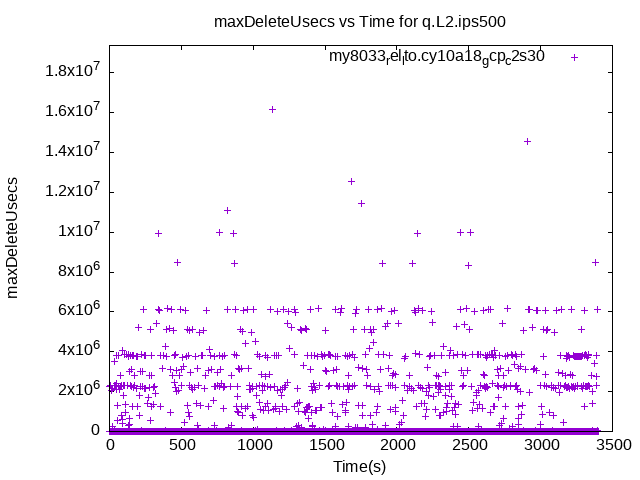 maxDeleteUsecs vs Time for q.L2.ips500
my8033rellto.cy10a18gcpc2s30
1.8x10^7
1.6x10^7
1.4x10^7
1.2x10^7
1x10^7
8x10^6
6x10^6
4x10^6
2x10^6
0
maxDeleteUsecs
0 500 1000 1500 2000 2500 3000 3500
Time(s)